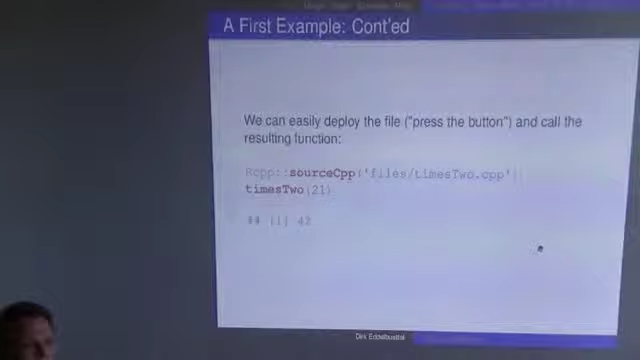 A First Example: Cont'ed
We can easily deploy the file ("press the button") and call the
resulting function:
Rcpp::sourceCpp('files/timesTwo.cpp')
timesTwo(21)
## [1] 42
Dirk Eddelbuettel